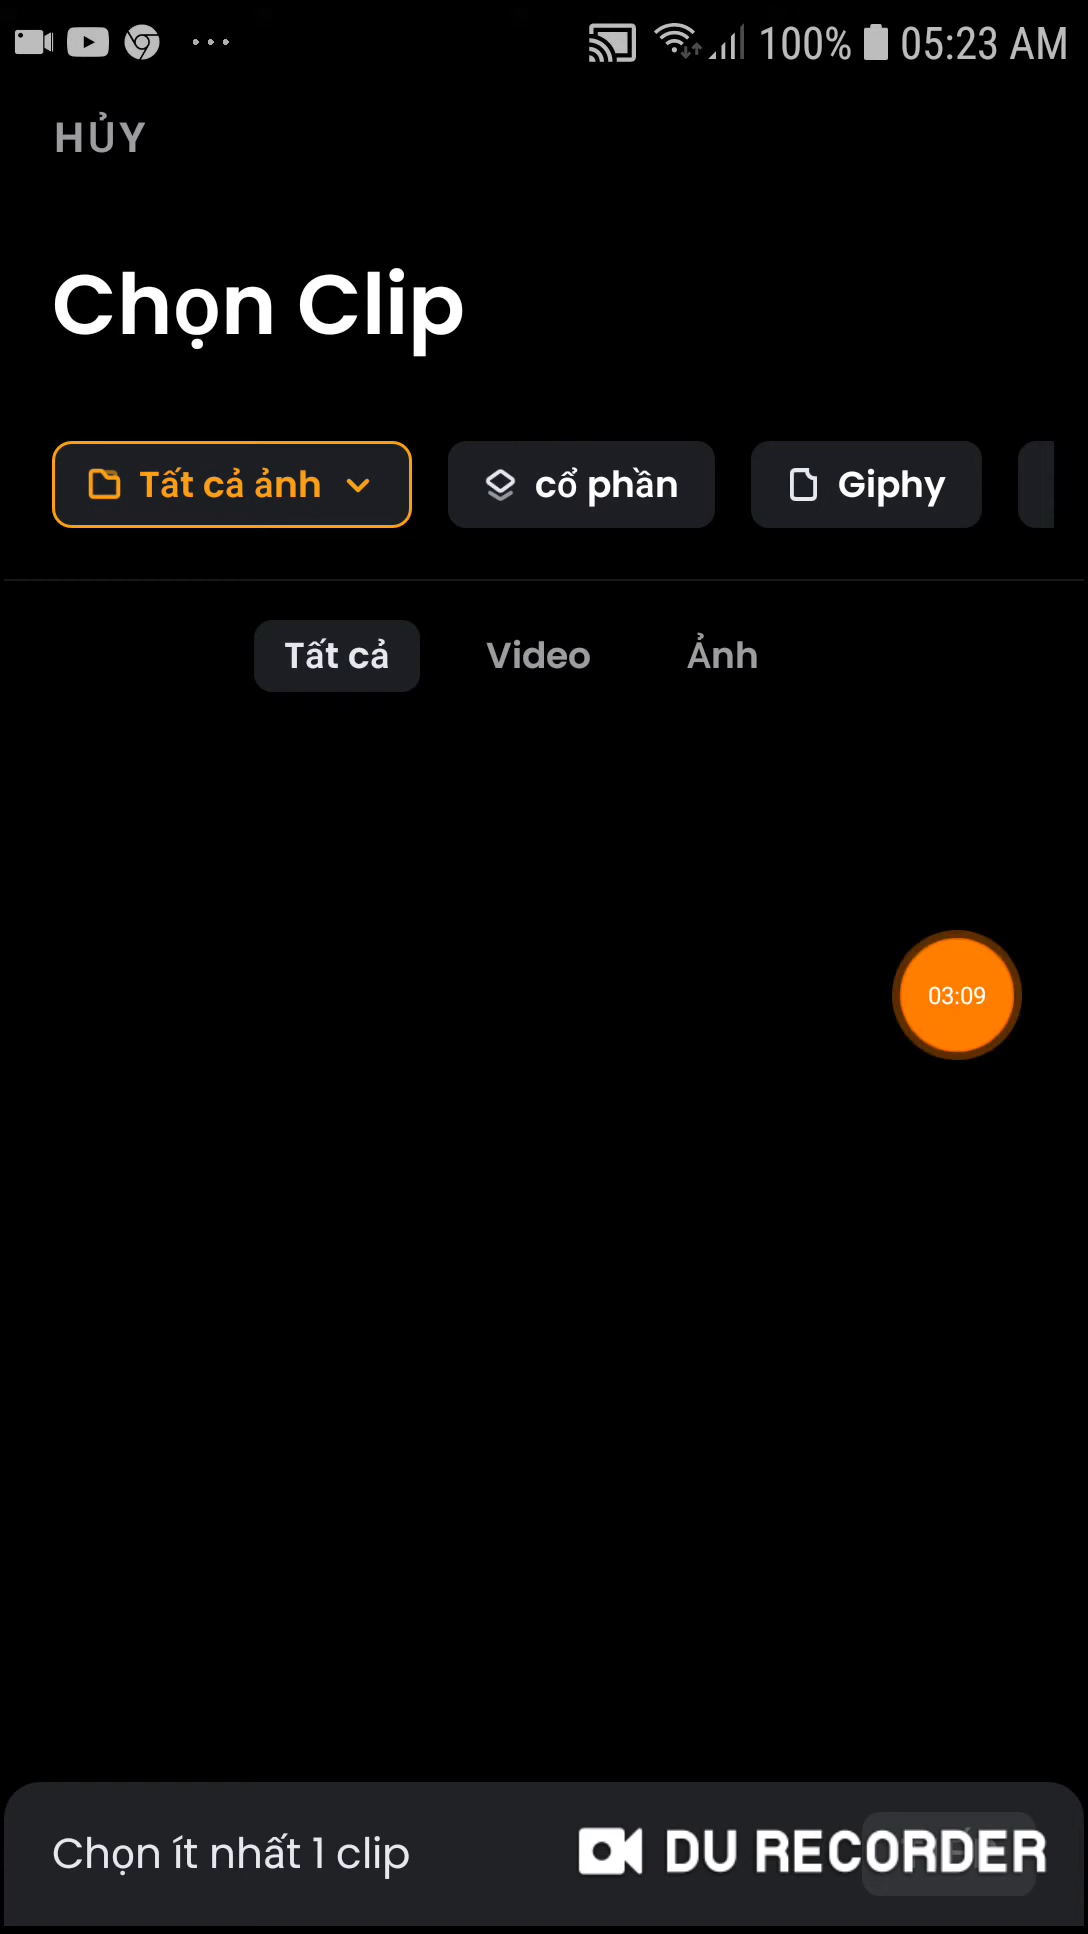 100% 05:23 AM
HỦY
Chọn Clip
Tất cả ảnh cổ phần Giphy
Tất cả Video Ảnh
03:09
Chọn ít nhất 1 clip DU RECORDER